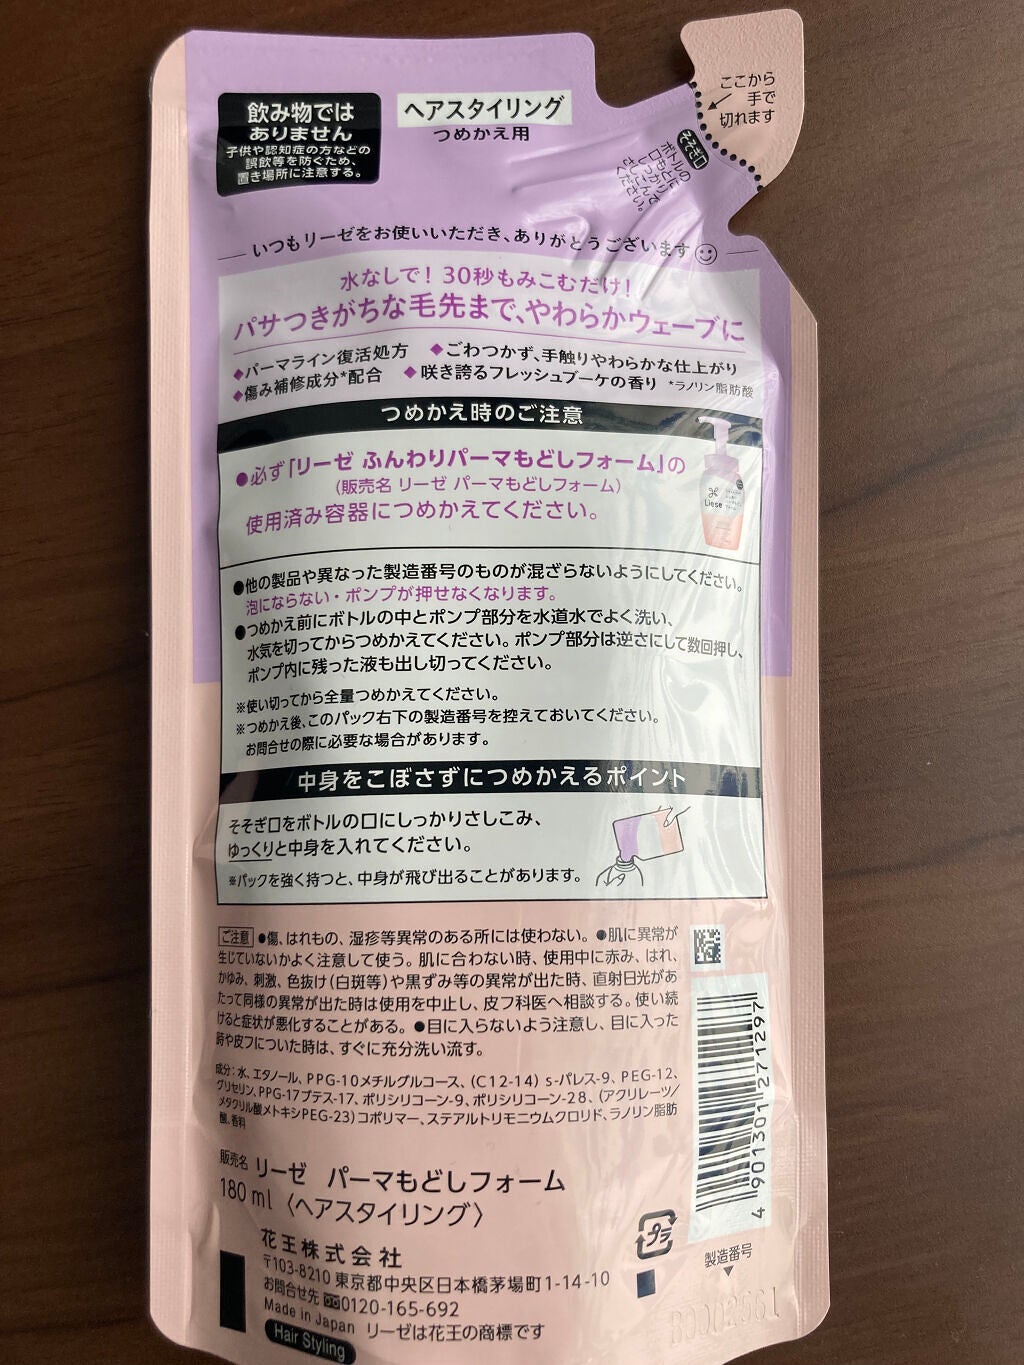 ここから
手で
切れます
飲み物では
ありません
子供や認知症の方などの
誤飲等を防ぐため、
置き場所に注意する。
ヘアスタイリング
つめかえ用
そそぎ口
ボトルの
口もとに
しっかり
さしこんで
ください。
いつもリーゼをお使いいただき、ありがとうございます
水なしで! 30秒もみこむだけ!
パサつきがちな毛先まで、やわらかウェーブに
◆パーマライン復活処方 ◆ごわつかず、手触りやわらかな仕上がり
◆傷み補修成分*配合 ◆咲き誇るフレッシュブーケの香り *ラノリン脂肪酸
つめかえ時のご注意
●必ず「リーゼ ふんわりパーマもどしフォーム」の
(販売名 リーゼ パーマもどしフォーム)
使用済み容器につめかえてください。
Liese
●他の製品や異なった製造番号のものが混ざらないようにしてください。
泡にならない・ポンプが押せなくなります。
●つめかえ前にボトルの中とポンプ部分を水道水でよく洗い、
水気を切ってからつめかえてください。ポンプ部分は逆さにして数回押し、
ポンプ内に残った液も出し切ってください。
※使い切ってから全量つめかえてください。
※つめかえ後、このパック右下の製造番号を控えておいてください。
お問合せの際に必要な場合があります。
中身をこぼさずにつめかえるポイント
そそぎ口をボトルの口にしっかりさしこみ、
ゆっくりと中身を入れてください。
※パックを強く持つと、中身が飛び出ることがあります。
ご注意 ●傷、はれもの、湿疹等異常のある所には使わない。●肌に異常が
生じていないかよく注意して使う。肌に合わない時、使用中に赤み、はれ、
かゆみ、刺激、色抜け(白斑等)や黒ずみ等の異常が出た時、直射日光があ
たって同様の異常が出た時は使用を中止し、皮フ科医へ相談する。使い続
けると症状が悪化することがある。●目に入らないよう注意し、目に入った
時や皮フについた時は、すぐに充分洗い流す。
成分:水、エタノール、PPG-10メチルグルコース、(C12-14) s-パレス-9、PEG-12、
グリセリン、PPG-17ブテス-17、ポリシリコーン-9、ポリシリコーン-28、(アクリレーツ/
メタクリル酸メトキシPEG-23)コポリマー、ステアルトリモニウムクロリド、ラノリン脂肪
酸、香料
4901301271297
販売名 リーゼ パーマもどしフォーム
180 ml 〈ヘアスタイリング〉
花王株式会社
〒103-8210 東京都中央区日本橋茅場町1-14-10
お問合せ先 0120-165-692
Made in Japan リーゼは花王の商標です
Hair Styling
プラ
製造番号